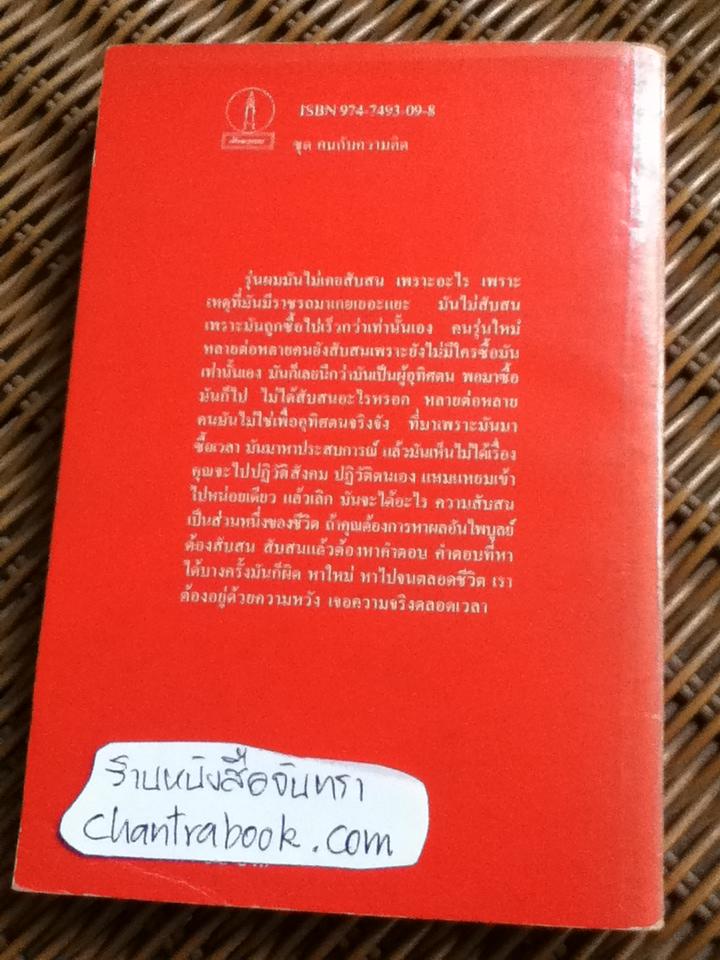 ISBN 974-7493-09-8
ชุด คนกับความคิด
รุ่นผมมันไม่เคยสับสน เพราะอะไร เพราะ
เหตุที่มันมีราชรถมาเกยเยอะแยะ มันไม่สับสน
เพราะมันถูกซื้อไปเร็วกว่าเท่านั้นเอง คนรุ่นใหม่
หลายต่อหลายคนยังสับสนเพราะยังไม่มีใครซื้อมัน
เท่านั้นเอง มันก็เลยนึกว่ามันเป็นผู้อุทิศตน พอมาซื้อ
มันก็ไป ไม่ได้สับสนอะไรหรอก หลายต่อหลาย
คนมันไม่ใช่เพื่ออุทิศตนจริงจัง ที่มาเพราะมันมา
ซื้อเวลา มันมาหาประสบการณ์ แล้วมันเห็นไม่ได้เรื่อง
คุณจะไปปฏิวัติสังคม ปฏิวัติตนเอง แหมแหยมเข้า
ไปหน่อยเดียว แล้วเลิก มันจะได้อะไร ความสับสน
เป็นส่วนหนึ่งของชีวิต ถ้าคุณต้องการหาผลอันไพบูลย์
ต้องสับสน สับสนแล้วต้องหาคำตอบ คำตอบที่หา
ได้บางครั้งมันก็ผิด หาใหม่ หาไปจนตลอดชีวิต เรา
ต้องอยู่ด้วยความหวัง เจอความจริงตลอดเวลา
ร้านหนังสือจันทรา
chantrabook.com